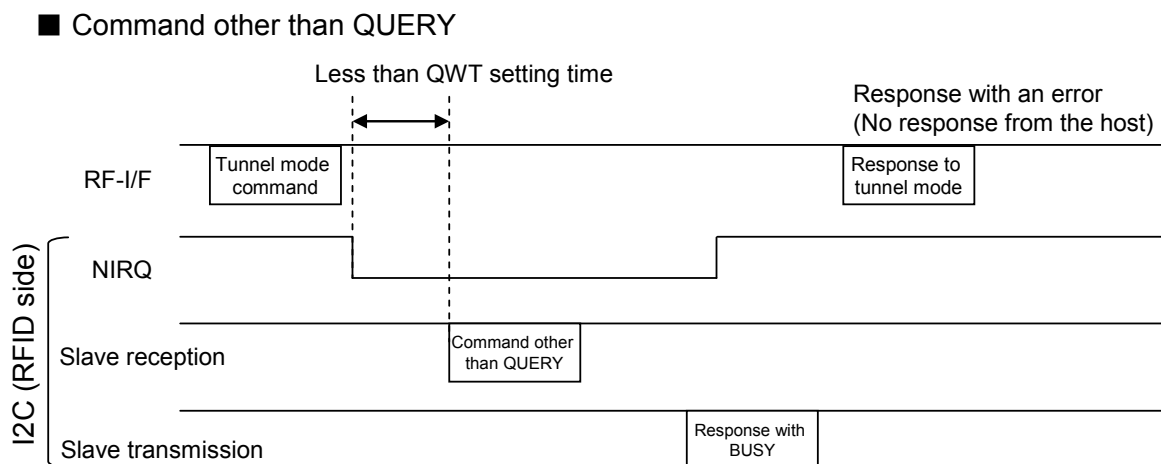 ■ Command other than QUERY
Less than QWT setting time
Response with an error
(No response from the host)
RF-I/F
Tunnel mode
command
Response to
tunnel mode
I2C (RFID side)
NIRQ
Slave reception
Command other
than QUERY
Slave transmission
Response with
BUSY